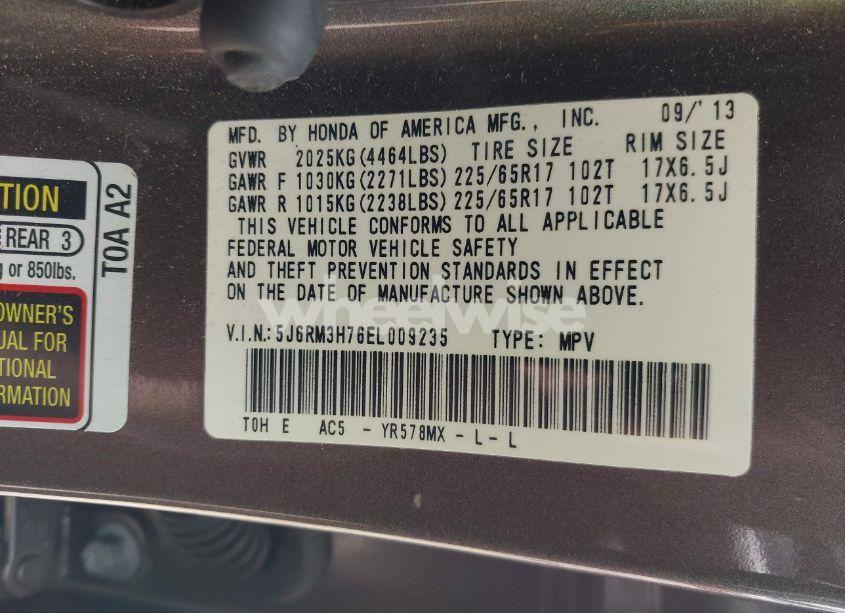 MFD. BY HONDA OF AMERICA MFG., INC. 09/'13
GVWR 2025KG(4464LBS) TIRE SIZE RIM SIZE
GAWR F 1030KG(2271LBS) 225/65R17 102T 17X6.5J
GAWR R 1015KG(2238LBS) 225/65R17 102T 17X6.5J
THIS VEHICLE CONFORMS TO ALL APPLICABLE
FEDERAL MOTOR VEHICLE SAFETY
AND THEFT PREVENTION STANDARDS IN EFFECT
ON THE DATE OF MANUFACTURE SHOWN ABOVE.
wheelwise
V.I.N.:5J6RM3H76EL009235 TYPE: MPV
TOH E AC5 - YR578MX - L - L
TION
REAR 3
g or 850lbs.
OWNER'S
UAL FOR
TIONAL
RMATION
TOA A2